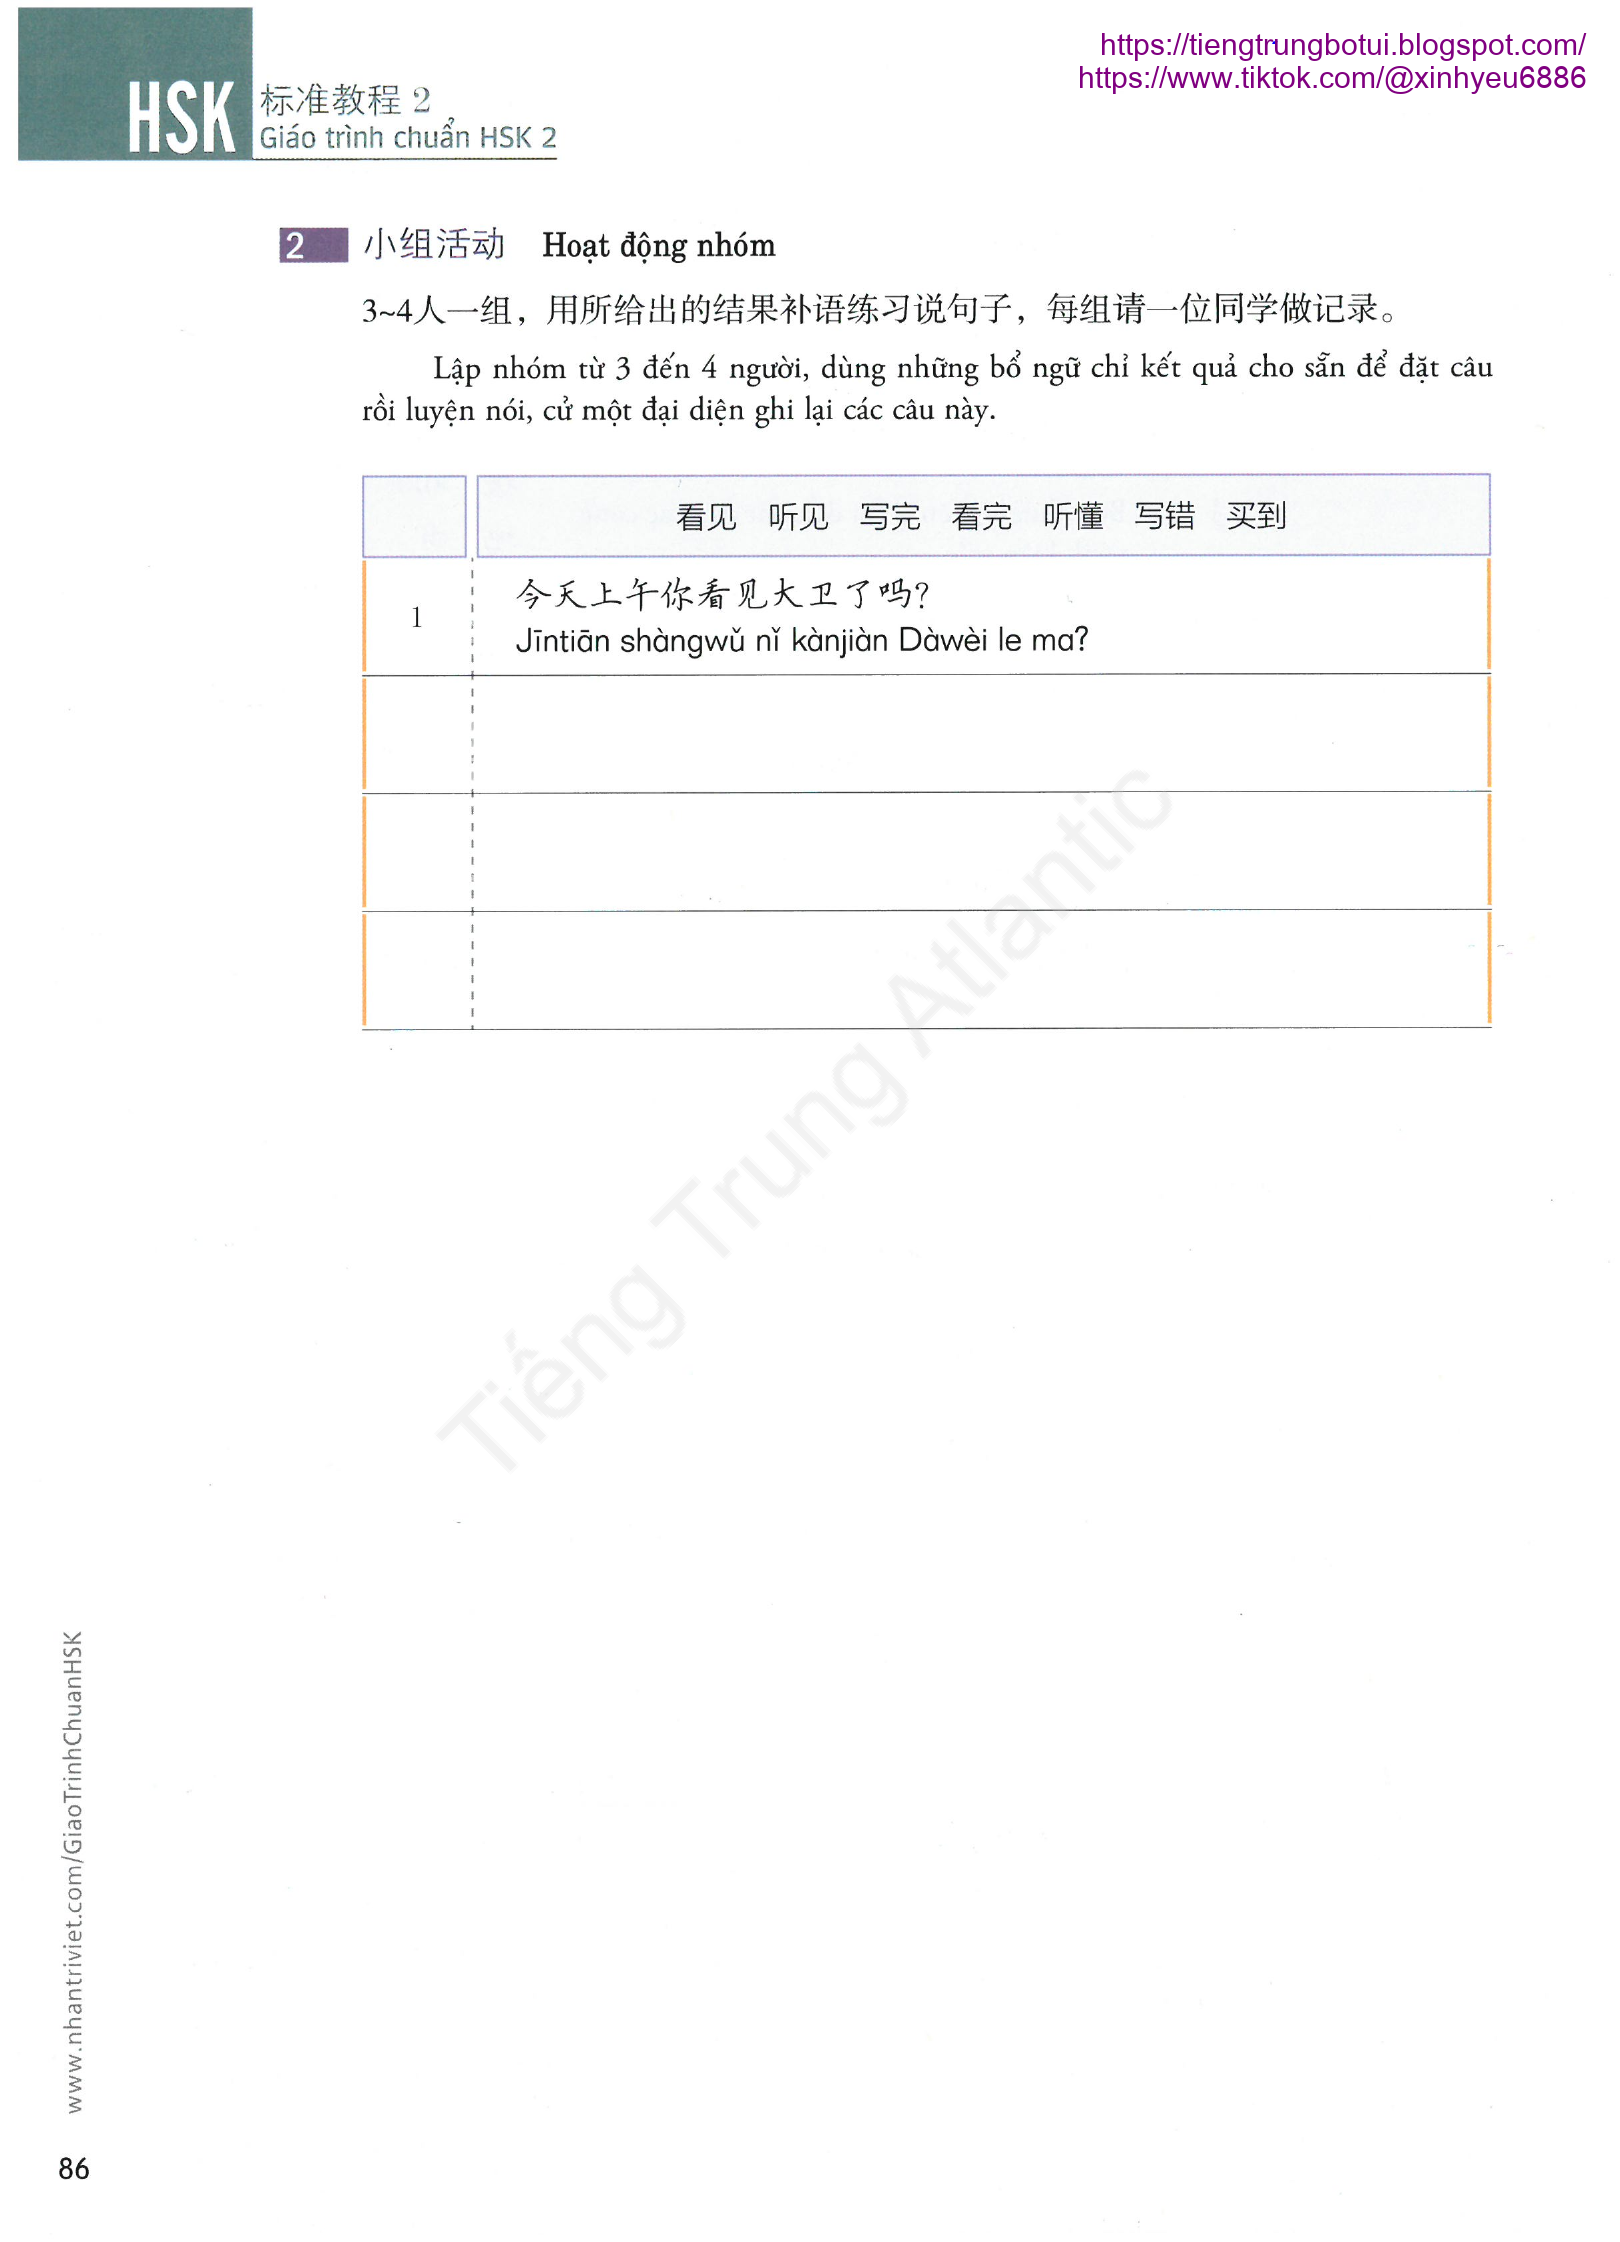 https://tiengtrungbotui.blogspot.com/
https://www.tiktok.com/@xinhyeu6886
HSK 标准教程 2
Giáo trình chuẩn HSK 2
2 小组活动 Hoạt động nhóm
3~4人一组，用所给出的结果补语练习说句子，每组请一位同学做记录。
Lập nhóm từ 3 đến 4 người, dùng những bổ ngữ chỉ kết quả cho sẵn để đặt câu
rồi luyện nói, cử một đại diện ghi lại các câu này.
看见 听见 写完 看完 听懂 写错 买到
1 今天上午你看见大卫了吗?
Jīntiān shàngwǔ nǐ kànjiàn Dàwèi le ma?
Tiếng Trung Atlantic
www.nhantriviet.com/GiaoTrinhChuanHSK
86